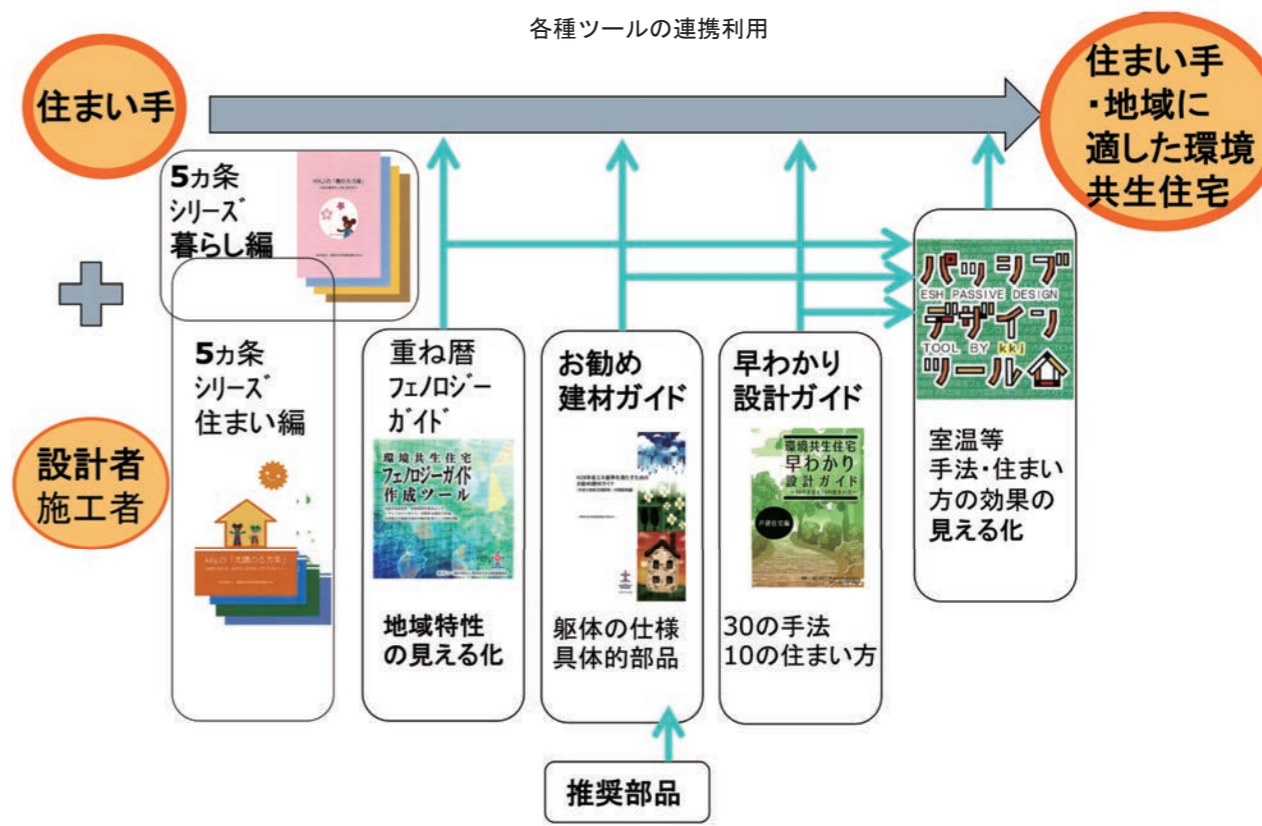 各種ツールの連携利用
住まい手
住まい手
・地域に
適した環境
共生住宅
5カ条
シリーズ
暮らし編
5カ条
シリーズ
住まい編
設計者
施工者
重ね暦
フェノロジー
ガイド
環境共生住宅
フェノロジーガイド
作成ツール
地域特性
の見える化
お勧め
建材ガイド
躯体の仕様
具体的部品
推奨部品
早わかり
設計ガイド
環境共生住宅
早わかり
設計ガイド
戸建住宅編
30の手法
10の住まい方
パッシブ
ESH PASSIVE DESIGN
デザイン
TOOL BY kkj
ツール
室温等
手法・住まい
方の効果の
見える化